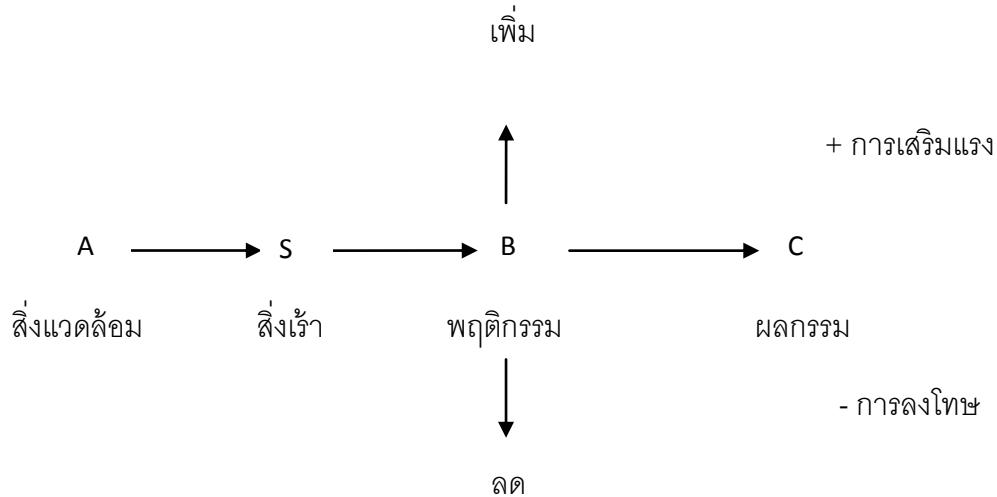 เพิ่ม
+ การเสริมแรง
A S B C
สิ่งแวดล้อม สิ่งเร้า พฤติกรรม ผลกรรม
- การลงโทษ
ลด